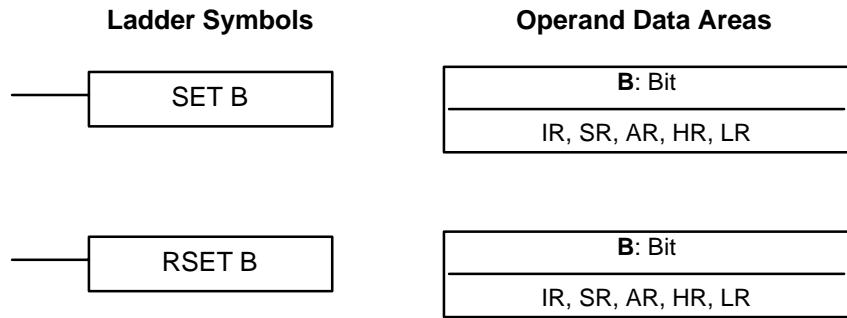 Ladder Symbols
Operand Data Areas
SET B
B: Bit
IR, SR, AR, HR, LR
RSET B
B: Bit
IR, SR, AR, HR, LR